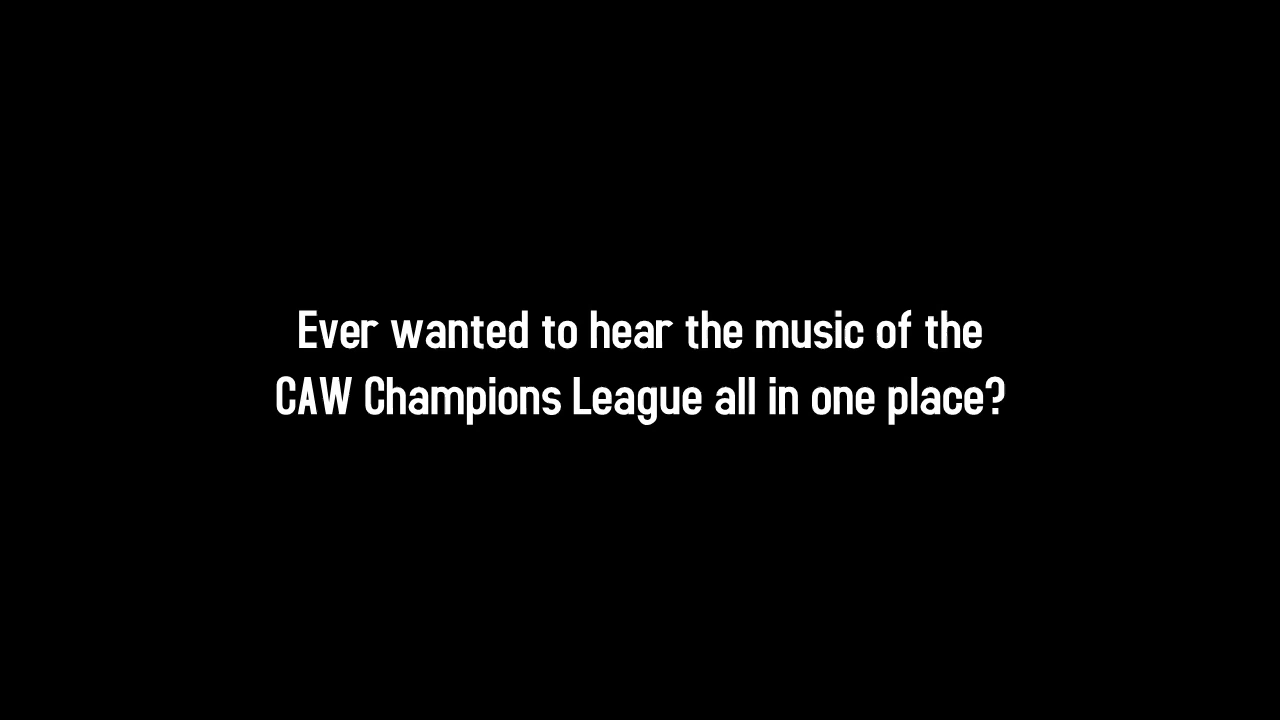 Ever wanted to hear the music of the
CAW Champions League all in one place?